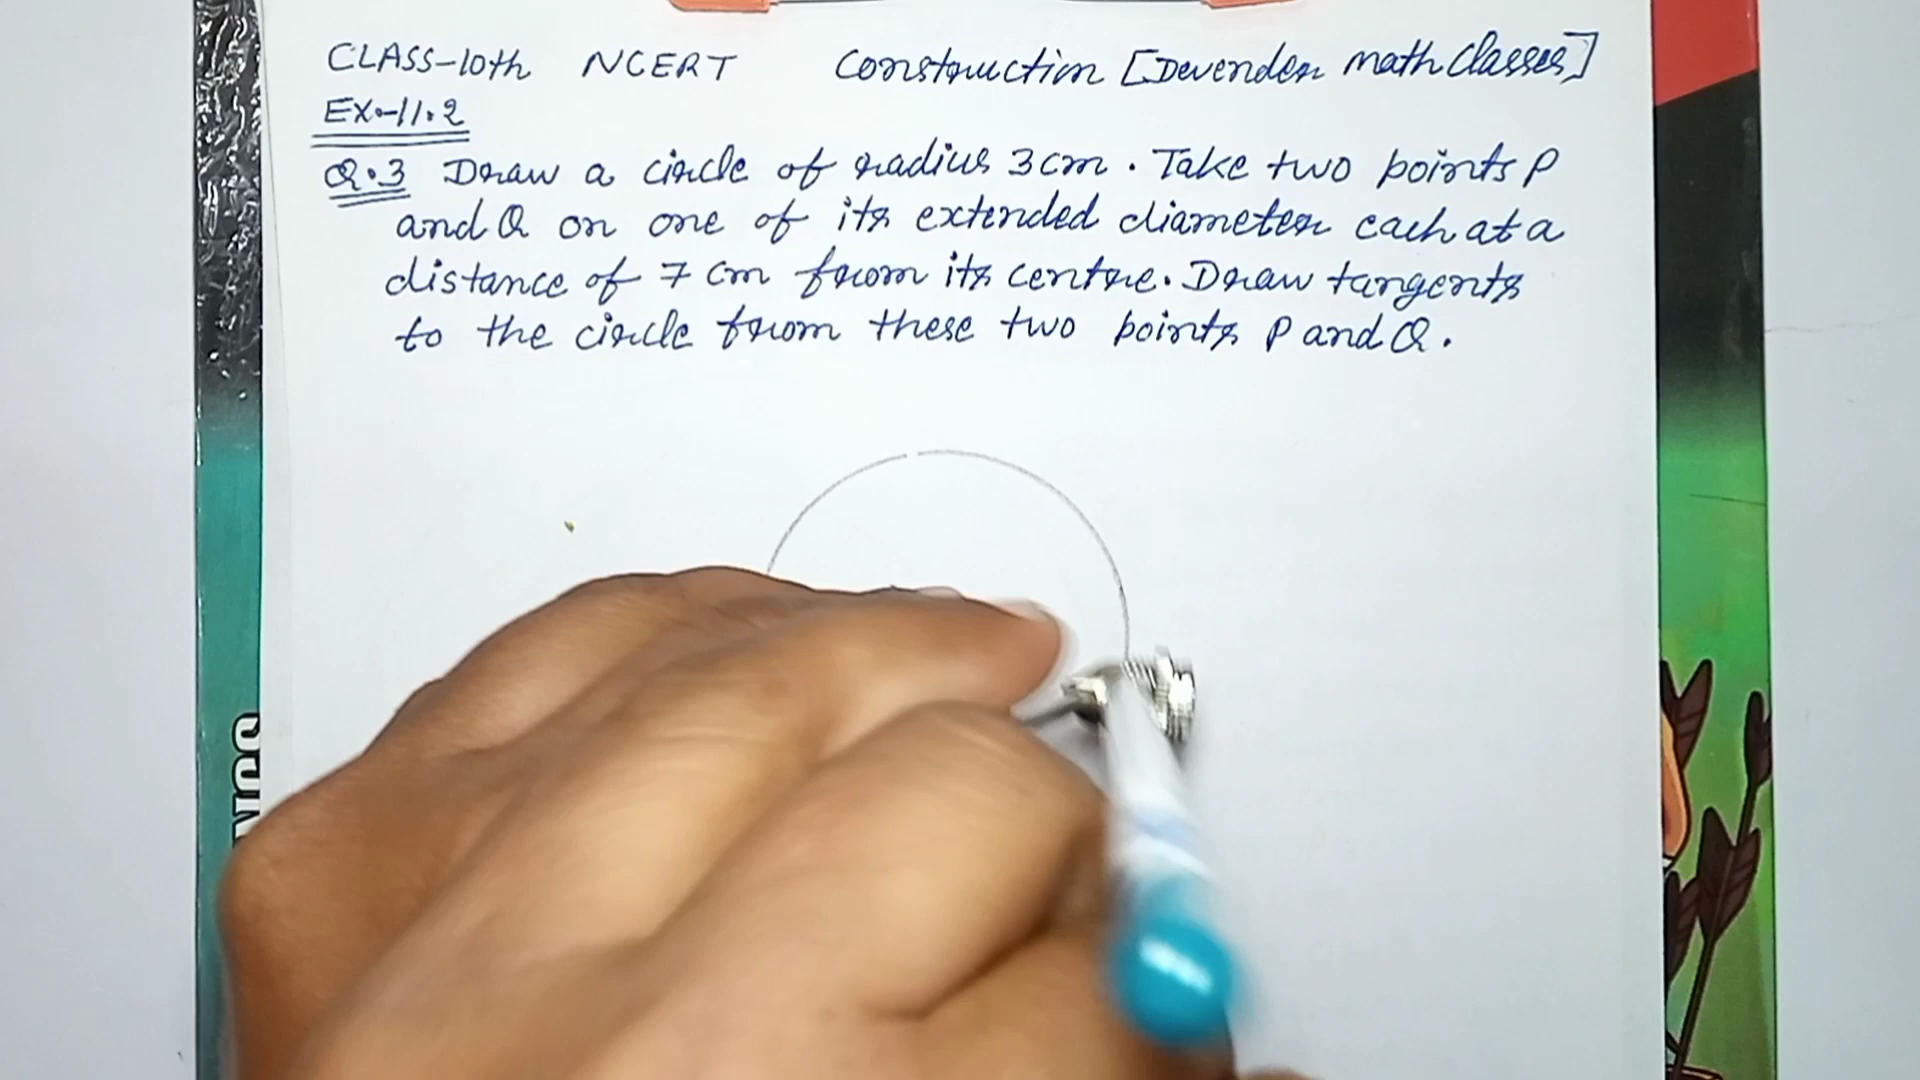 CLASS-10th NCERT Construction [Devender math Classes]
EX.-11.2
Q.3 Draw a circle of radius 3 cm. Take two points P
and Q on one of its extended diameter each at a
distance of 7 cm from its centre. Draw tangents
to the circle from these two points P and Q.